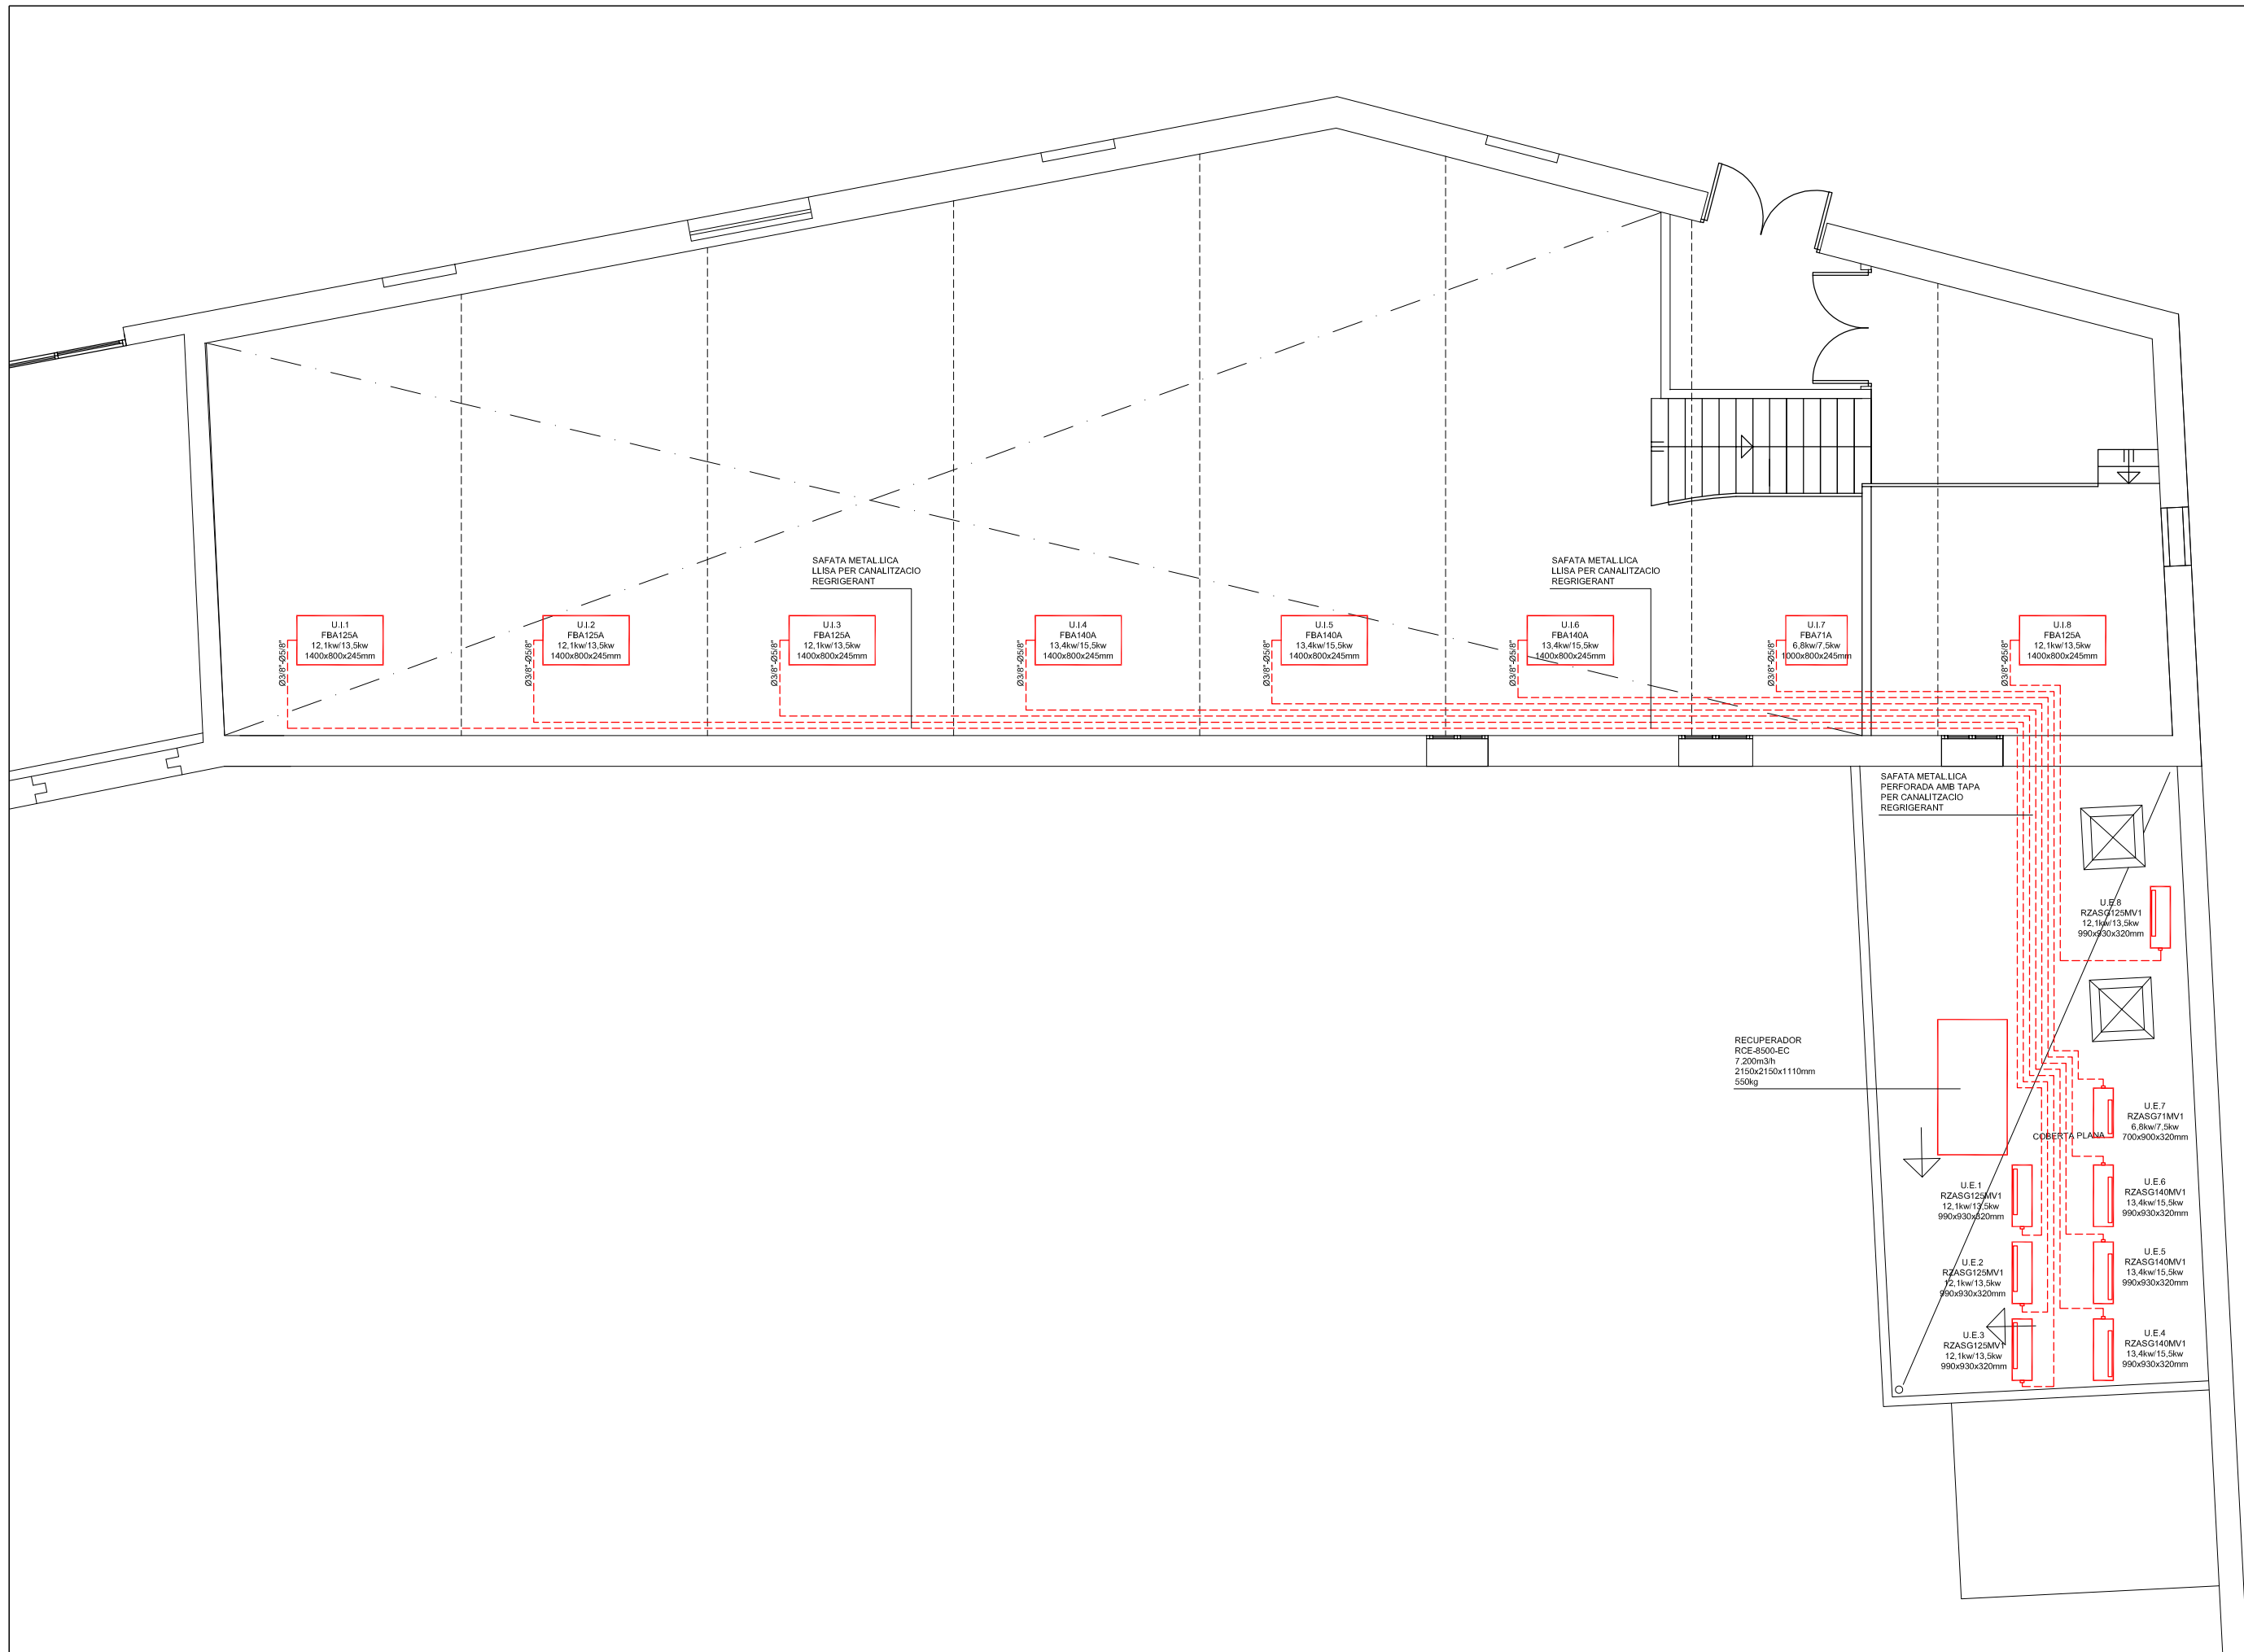 SAFATA METAL.LICA
LLISA PER CANALITZACIO
REGRIGERANT
SAFATA METAL.LICA
LLISA PER CANALITZACIO
REGRIGERANT
U.I.1
FBA125A
12,1kw/13,5kw
1400x800x245mm
Ø3/8"-Ø5/8"
U.I.2
FBA125A
12,1kw/13,5kw
1400x800x245mm
Ø3/8"-Ø5/8"
U.I.3
FBA125A
12,1kw/13,5kw
1400x800x245mm
Ø3/8"-Ø5/8"
U.I.4
FBA140A
13,4kw/15,5kw
1400x800x245mm
Ø3/8"-Ø5/8"
U.I.5
FBA140A
13,4kw/15,5kw
1400x800x245mm
Ø3/8"-Ø5/8"
U.I.6
FBA140A
13,4kw/15,5kw
1400x800x245mm
Ø3/8"-Ø5/8"
U.I.7
FBA71A
6,8kw/7,5kw
1000x800x245mm
Ø3/8"-Ø5/8"
U.I.8
FBA125A
12,1kw/13,5kw
1400x800x245mm
Ø3/8"-Ø5/8"
SAFATA METAL.LICA
PERFORADA AMB TAPA
PER CANALITZACIO
REGRIGERANT
U.E.8
RZASG125MV1
12,1kw/13,5kw
990x930x320mm
RECUPERADOR
RCE-8500-EC
7.200m3/h
2150x2150x1110mm
550kg
U.E.7
RZASG71MV1
6,8kw/7,5kw
700x900x320mm
COBERTA PLANA
U.E.1
RZASG125MV1
12,1kw/13,5kw
990x930x320mm
U.E.6
RZASG140MV1
13,4kw/15,5kw
990x930x320mm
U.E.2
RZASG125MV1
12,1kw/13,5kw
990x930x320mm
U.E.5
RZASG140MV1
13,4kw/15,5kw
990x930x320mm
U.E.3
RZASG125MV1
12,1kw/13,5kw
990x930x320mm
U.E.4
RZASG140MV1
13,4kw/15,5kw
990x930x320mm